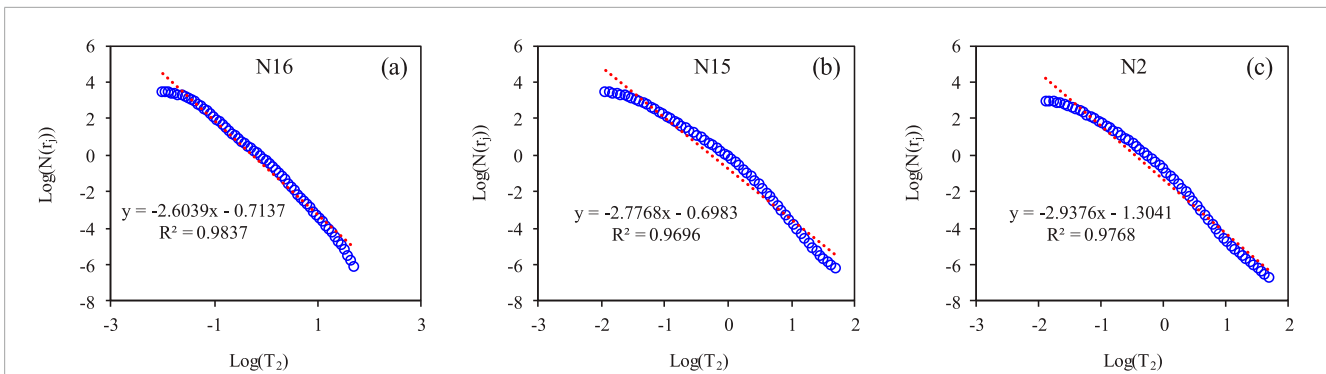 N16
(a)
6
4
2
0
-2
-4
-6
-8
-3
-1
1
3
Log(N(rj))
Log(T2)
y = -2.6039x - 0.7137
R² = 0.9837
N15
(b)
6
4
2
0
-2
-4
-6
-8
-3
-2
-1
0
1
2
Log(N(rj))
Log(T2)
y = -2.7768x - 0.6983
R² = 0.9696
N2
(c)
6
4
2
0
-2
-4
-6
-8
-3
-2
-1
0
1
2
Log(N(rj))
Log(T2)
y = -2.9376x - 1.3041
R² = 0.9768